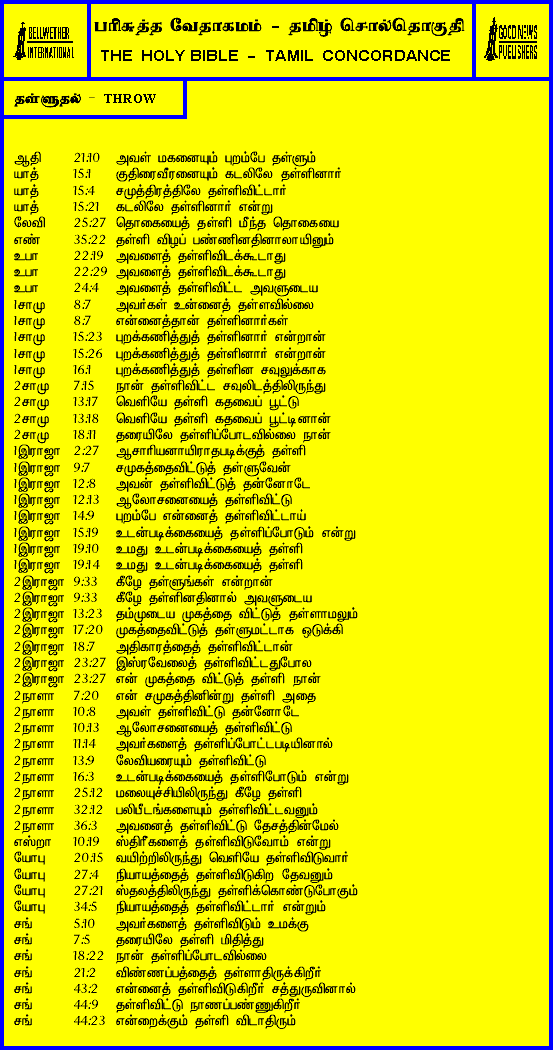 BELLWETHER
INTERNATIONAL
பரிசுத்த வேதாகமம் - தமிழ் சொல்தொகுதி
THE HOLY BIBLE - TAMIL CONCORDANCE
GOOD NEWS
PUBLISHERS
தள்ளுதல் - THROW
ஆதி 21:10 அவள் மகனையும் புறம்பே தள்ளும்
யாத் 15:1 குதிரைவீரனையும் கடலிலே தள்ளினார்
யாத் 15:4 சமுத்திரத்திலே தள்ளிவிட்டார்
யாத் 15:21 கடலிலே தள்ளினார் என்று
லேவி 25:27 தொகையைத் தள்ளி மீந்த தொகையை
எண் 35:22 தள்ளி விழப் பண்ணினதினாலாயினும்
உபா 22:19 அவளைத் தள்ளிவிடக்கூடாது
உபா 22:29 அவளைத் தள்ளிவிடக்கூடாது
உபா 24:4 அவளைத் தள்ளிவிட்ட அவளுடைய
1சாமு 8:7 அவர்கள் உன்னைத் தள்ளவில்லை
1சாமு 8:7 என்னைத்தான் தள்ளினார்கள்
1சாமு 15:23 புறக்கணித்துத் தள்ளினார் என்றான்
1சாமு 15:26 புறக்கணித்துத் தள்ளினார் என்றான்
1சாமு 16:1 புறக்கணித்துத் தள்ளின சவுலுக்காக
2சாமு 7:15 நான் தள்ளிவிட்ட சவுலிடத்திலிருந்து
2சாமு 13:17 வெளியே தள்ளி கதவைப் பூட்டு
2சாமு 13:18 வெளியே தள்ளி கதவைப் பூட்டினான்
2சாமு 18:11 தரையிலே தள்ளிப்போடவில்லை நான்
1இராஜா 2:27 ஆசாரியனாயிராதபடிக்குத் தள்ளி
1இராஜா 9:7 சமுகத்தைவிட்டுத் தள்ளுவேன்
1இராஜா 12:8 அவன் தள்ளிவிட்டுத் தன்னோடே
1இராஜா 12:13 ஆலோசனையைத் தள்ளிவிட்டு
1இராஜா 14:9 புறம்பே என்னைத் தள்ளிவிட்டாய்
1இராஜா 15:19 உடன்படிக்கையைத் தள்ளிப்போடும் என்று
1இராஜா 19:10 உமது உடன்படிக்கையைத் தள்ளி
1இராஜா 19:14 உமது உடன்படிக்கையைத் தள்ளி
2இராஜா 9:33 கீழே தள்ளுங்கள் என்றான்
2இராஜா 9:33 கீழே தள்ளினதினால் அவளுடைய
2இராஜா 13:23 தம்முடைய முகத்தை விட்டுத் தள்ளாமலும்
2இராஜா 17:20 முகத்தைவிட்டுத் தள்ளுமட்டாக ஒடுக்கி
2இராஜா 18:7 அதிகாரத்தைத் தள்ளிவிட்டான்
2இராஜா 23:27 இஸ்ரவேலைத் தள்ளிவிட்டதுபோல
2இராஜா 23:27 என் முகத்தை விட்டுத் தள்ளி நான்
2நாளா 7:20 என் சமுகத்தினின்று தள்ளி அதை
2நாளா 10:8 அவள் தள்ளிவிட்டு தன்னோடே
2நாளா 10:13 ஆலோசனையைத் தள்ளிவிட்டு
2நாளா 11:14 அவர்களைத் தள்ளிப்போட்டபடியினால்
2நாளா 13:9 லேவியரையும் தள்ளிவிட்டு
2நாளா 16:3 உடன்படிக்கையைத் தள்ளிபோடும் என்று
2நாளா 25:12 மலையுச்சியிலிருந்து கீழே தள்ளி
2நாளா 32:12 பலிபீடங்களையும் தள்ளிவிட்டவனும்
2நாளா 36:3 அவனைத் தள்ளிவிட்டு தேசத்தின்மேல்
எஸ்றா 10:19 ஸ்திரீகளைத் தள்ளிவிடுவோம் என்று
யோபு 20:15 வயிற்றிலிருந்து வெளியே தள்ளிவிடுவார்
யோபு 27:4 நியாயத்தைத் தள்ளிவிடுகிற தேவனும்
யோபு 27:21 ஸ்தலத்திலிருந்து தள்ளிக்கொண்டுபோகும்
யோபு 34:5 நியாயத்தைத் தள்ளிவிட்டார் என்றும்
சங் 5:10 அவர்களைத் தள்ளிவிடும் உமக்கு
சங் 7:5 தரையிலே தள்ளி மிதித்து
சங் 18:22 நான் தள்ளிப்போடவில்லை
சங் 21:2 விண்ணப்பத்தைத் தள்ளாதிருக்கிறீர்
சங் 43:2 என்னைத் தள்ளிவிடுகிறீர் சத்துருவினால்
சங் 44:9 தள்ளிவிட்டு நாணப்பண்ணுகிறீர்
சங் 44:23 என்றைக்கும் தள்ளி விடாதிரும்